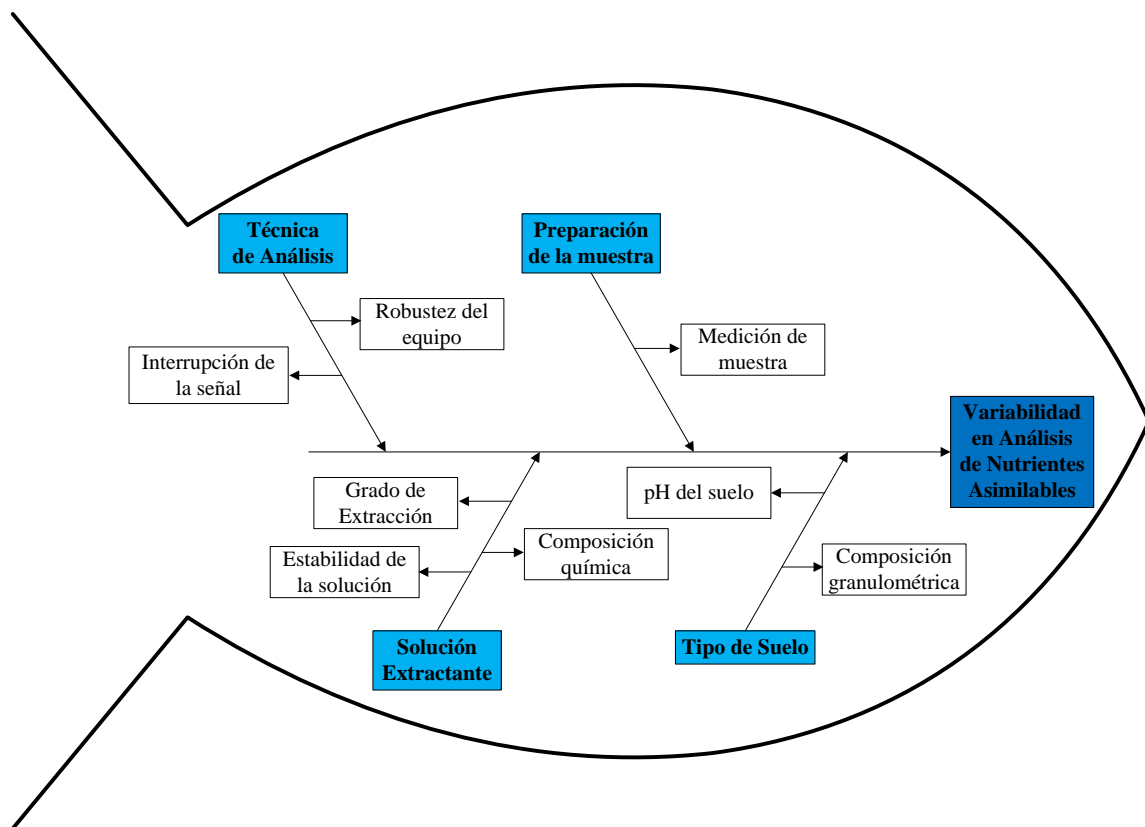 Técnica
de Análisis
Preparación
de la muestra
Robustez del
equipo
Medición de
muestra
Interrupción de
la señal
Variabilidad
en Análisis
de Nutrientes
Asimilables
Grado de
Extracción
pH del suelo
Composición
química
Estabilidad de
la solución
Composición
granulométrica
Solución
Extractante
Tipo de Suelo